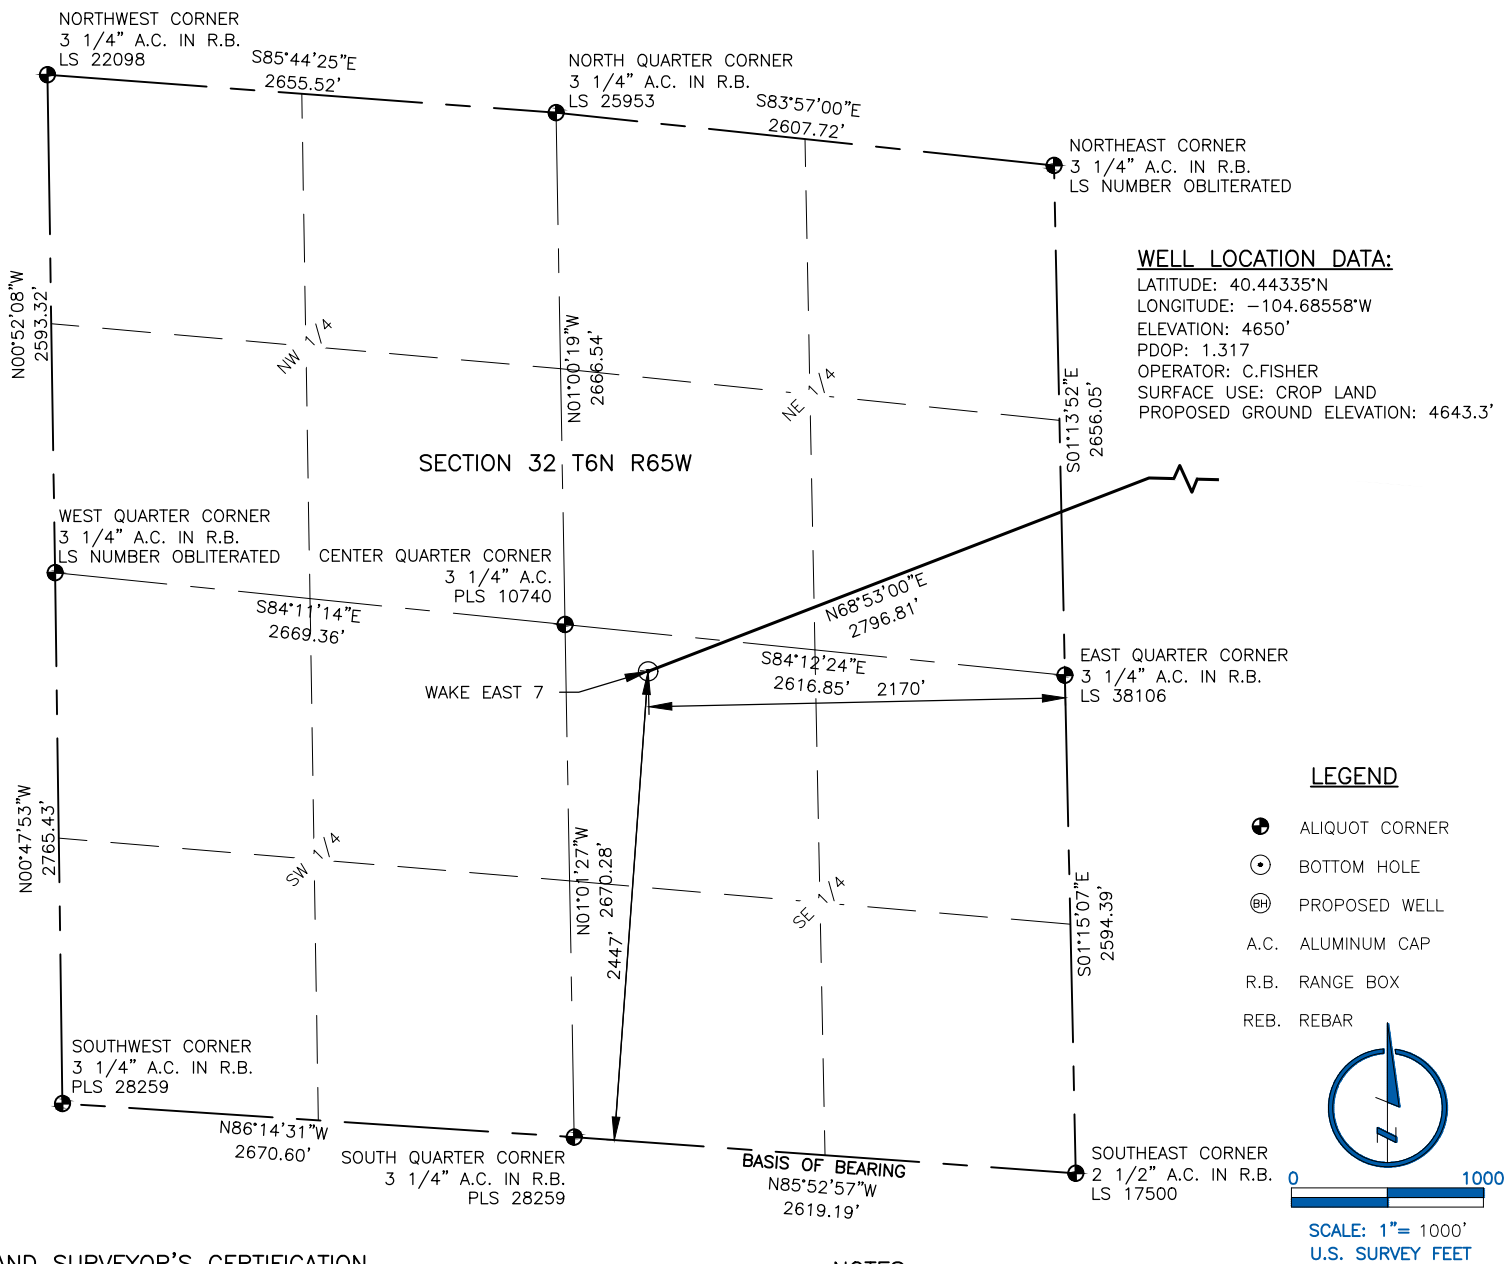 NORTHWEST CORNER
3 1/4" A.C. IN R.B.
LS 22098
S85°44'25"E
2655.52'
NORTH QUARTER CORNER
3 1/4" A.C. IN R.B.
LS 25953
S83°57'00"E
2607.72'
NORTHEAST CORNER
3 1/4" A.C. IN R.B.
LS NUMBER OBLITERATED
WELL LOCATION DATA:
LATITUDE: 40.44335°N
LONGITUDE: −104.68558°W
ELEVATION: 4650'
PDOP: 1.317
OPERATOR: C.FISHER
SURFACE USE: CROP LAND
PROPOSED GROUND ELEVATION: 4643.3'
N00°52'08"W
2593.32'
NW 1/4
N01°00'19"W
2666.54'
NE 1/4
S01°13'52"E
2656.05'
SECTION 32 T6N R65W
WEST QUARTER CORNER
3 1/4" A.C. IN R.B.
LS NUMBER OBLITERATED
CENTER QUARTER CORNER
3 1/4" A.C.
PLS 10740
S84°11'14"E
2669.36'
N68°53'00"E
2796.81'
WAKE EAST 7
S84°12'24"E
2616.85'
2170'
EAST QUARTER CORNER
3 1/4" A.C. IN R.B.
LS 38106
N00°47'53"W
2765.43'
SW 1/4
N01°01'27"W
2670.28'
2447'
SE 1/4
S01°15'07"E
2594.39'
LEGEND
ALIQUOT CORNER
BOTTOM HOLE
BH PROPOSED WELL
A.C. ALUMINUM CAP
R.B. RANGE BOX
REB. REBAR
SOUTHWEST CORNER
3 1/4" A.C. IN R.B.
PLS 28259
N86°14'31"W
2670.60'
SOUTH QUARTER CORNER
3 1/4" A.C. IN R.B.
PLS 28259
BASIS OF BEARING
N85°52'57"W
2619.19'
SOUTHEAST CORNER
2 1/2" A.C. IN R.B.
LS 17500
N
0 1000
SCALE: 1"= 1000'
U.S. SURVEY FEET
AND SURVEYOR'S CERTIFICATION
NOTES